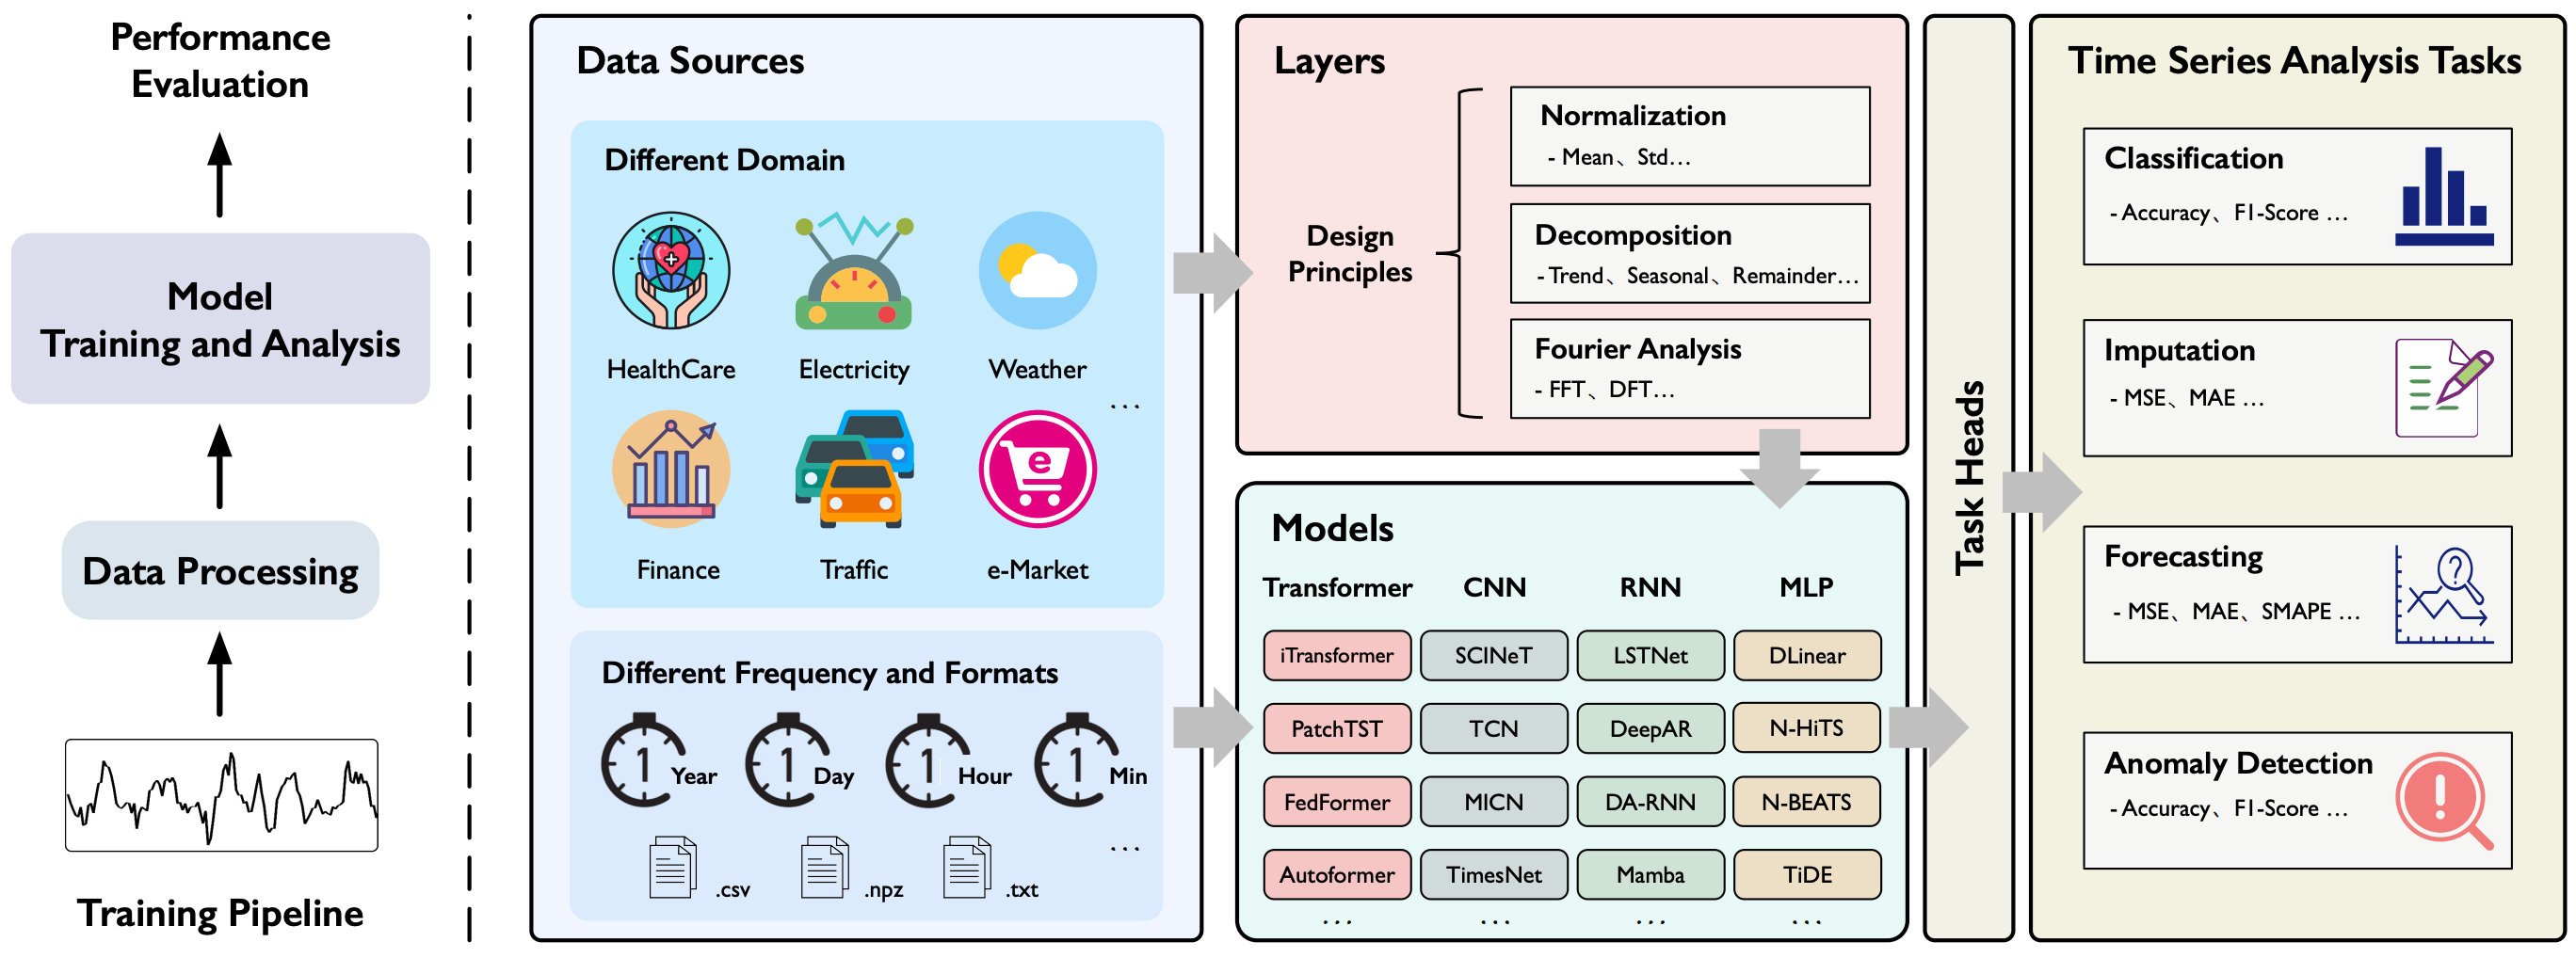 Performance
Evaluation
Model
Training and Analysis
Data Processing
Training Pipeline
Data Sources
Different Domain
HealthCare
Electricity
Weather
...
Finance
Traffic
e
e-Market
Different Frequency and Formats
1 Year
1 Day
1 Hour
1 Min
.csv
.npz
.txt
...
Layers
Design
Principles
Normalization
- Mean、Std...
Decomposition
- Trend、Seasonal、Remainder...
Fourier Analysis
- FFT、DFT...
Models
Transformer CNN RNN MLP
iTransformer SCINeT LSTNet DLinear
PatchTST TCN DeepAR N-HiTS
FedFormer MICN DA-RNN N-BEATS
Autoformer TimesNet Mamba TiDE
... ... ... ...
Task Heads
Time Series Analysis Tasks
Classification
- Accuracy、F1-Score ...
Imputation
- MSE、MAE ...
Forecasting
- MSE、MAE、SMAPE ...
?
Anomaly Detection
- Accuracy、F1-Score ...
!